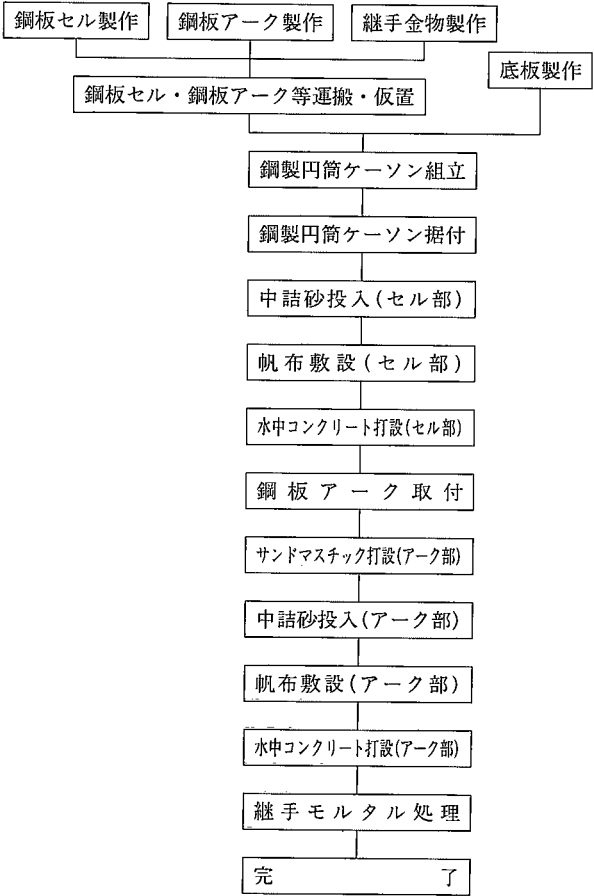 鋼板セル製作
鋼板アーク製作
継手金物製作
底板製作
鋼板セル・鋼板アーク等運搬・仮置
鋼製円筒ケーソン組立
鋼製円筒ケーソン据付
中詰砂投入(セル部)
帆布敷設(セル部)
水中コンクリート打設(セル部)
鋼板アーク取付
サンドマスチック打設(アーク部)
中詰砂投入(アーク部)
帆布敷設(アーク部)
水中コンクリート打設(アーク部)
継手モルタル処理
完了